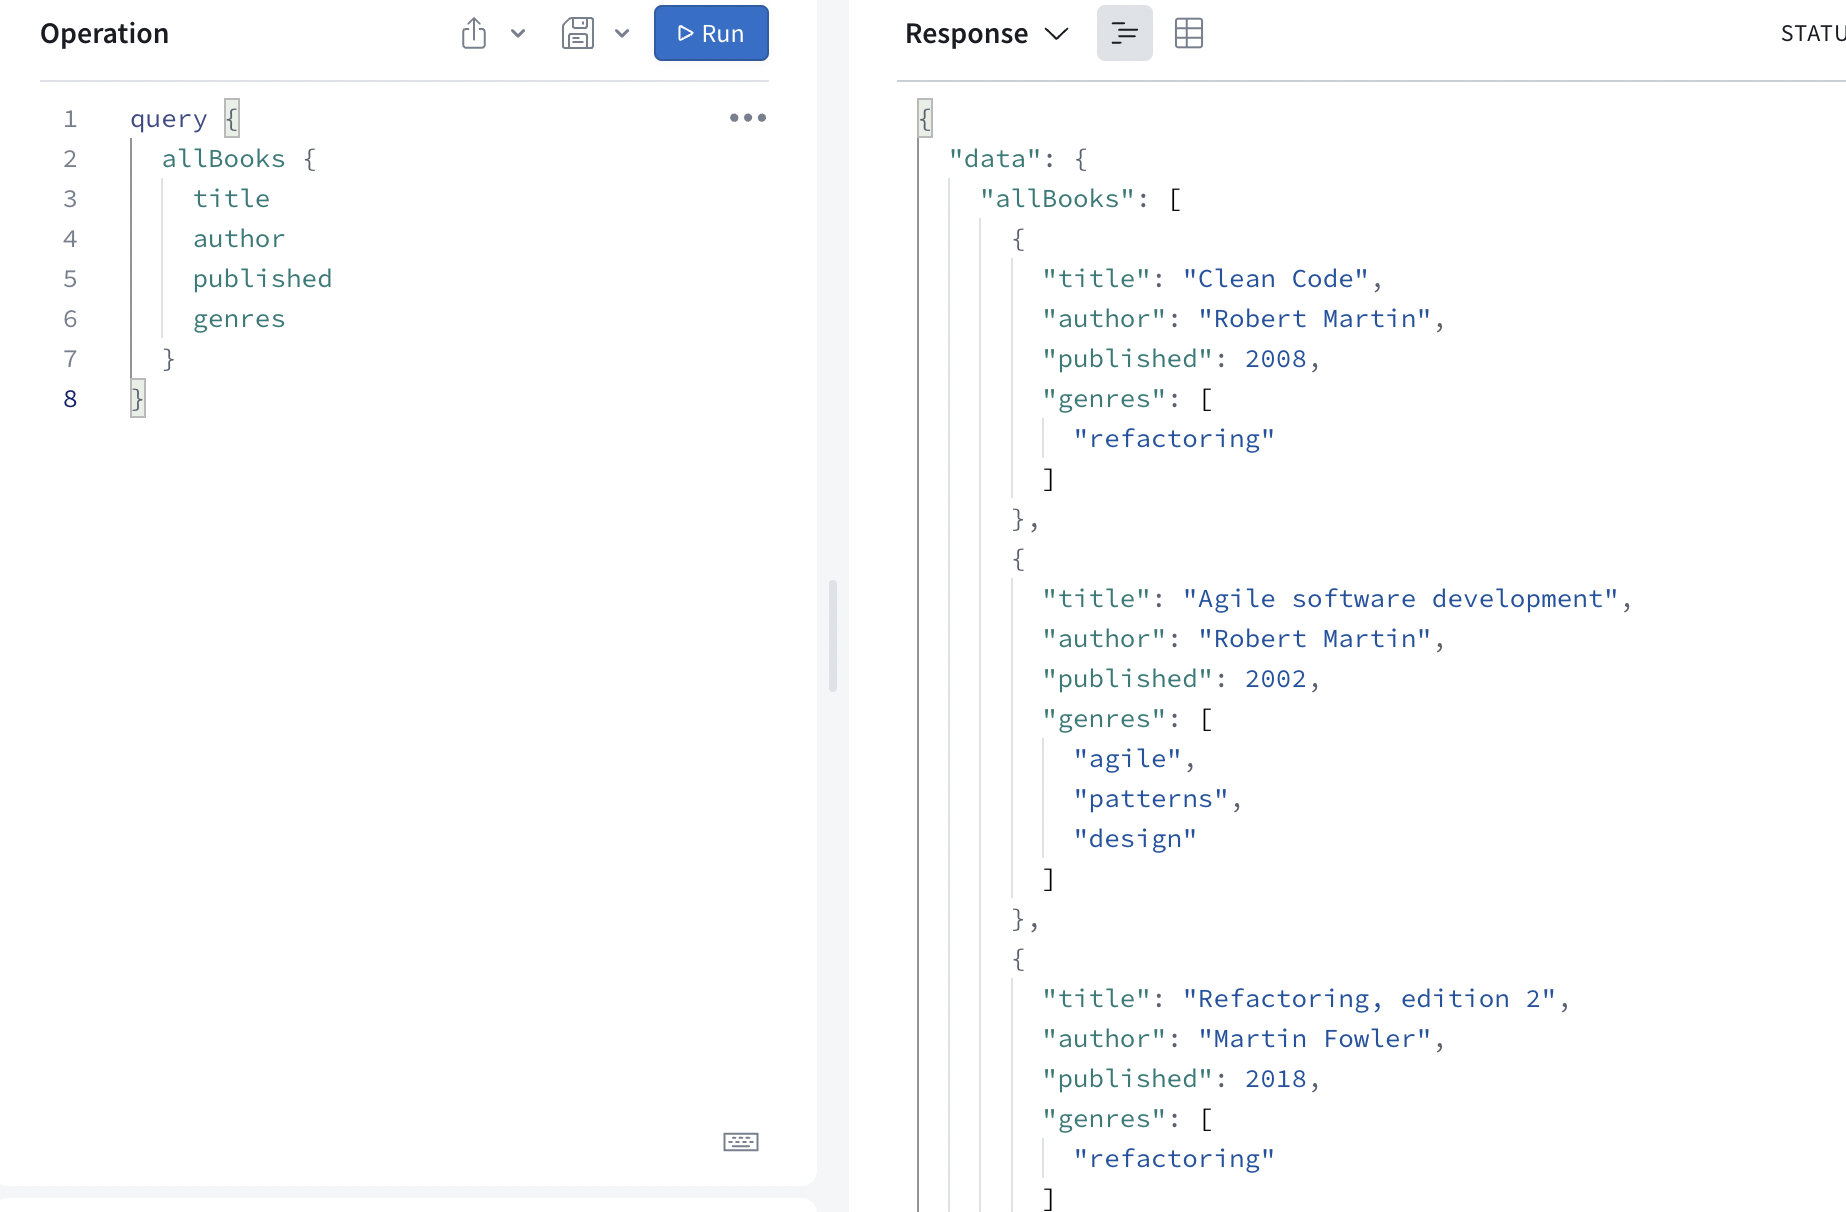 Operation
Run
1 query {
2   allBooks {
3     title
4     author
5     published
6     genres
7   }
8 }
Response
STATU
{
  "data": {
    "allBooks": [
      {
        "title": "Clean Code",
        "author": "Robert Martin",
        "published": 2008,
        "genres": [
          "refactoring"
        ]
      },
      {
        "title": "Agile software development",
        "author": "Robert Martin",
        "published": 2002,
        "genres": [
          "agile",
          "patterns",
          "design"
        ]
      },
      {
        "title": "Refactoring, edition 2",
        "author": "Martin Fowler",
        "published": 2018,
        "genres": [
          "refactoring"
        ]